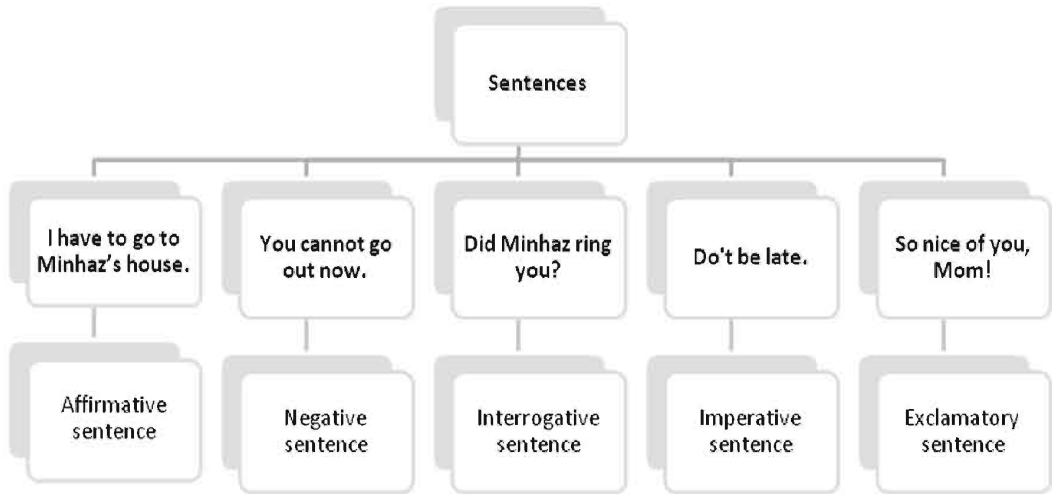 Sentences
I have to go to
Minhaz's house.
You cannot go
out now.
Did Minhaz ring
you?
Do't be late.
So nice of you,
Mom!
Affirmative
sentence
Negative
sentence
Interrogative
sentence
Imperative
sentence
Exclamatory
sentence